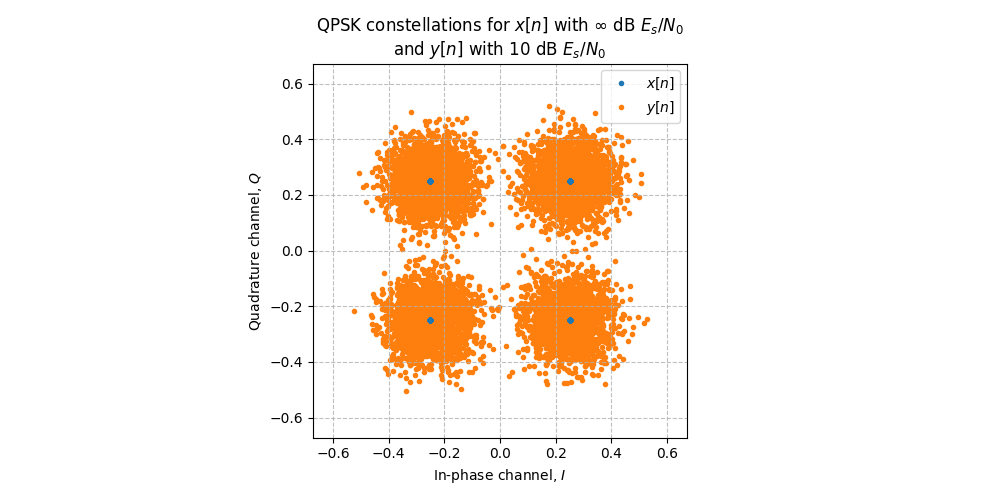 QPSK constellations for x[n] with ∞ dB E_s/N_0
and y[n] with 10 dB E_s/N_0
x[n]
y[n]
0.6
0.4
0.2
0.0
−0.2
−0.4
−0.6
Quadrature channel, Q
−0.6
−0.4
−0.2
0.0
0.2
0.4
0.6
In-phase channel, I